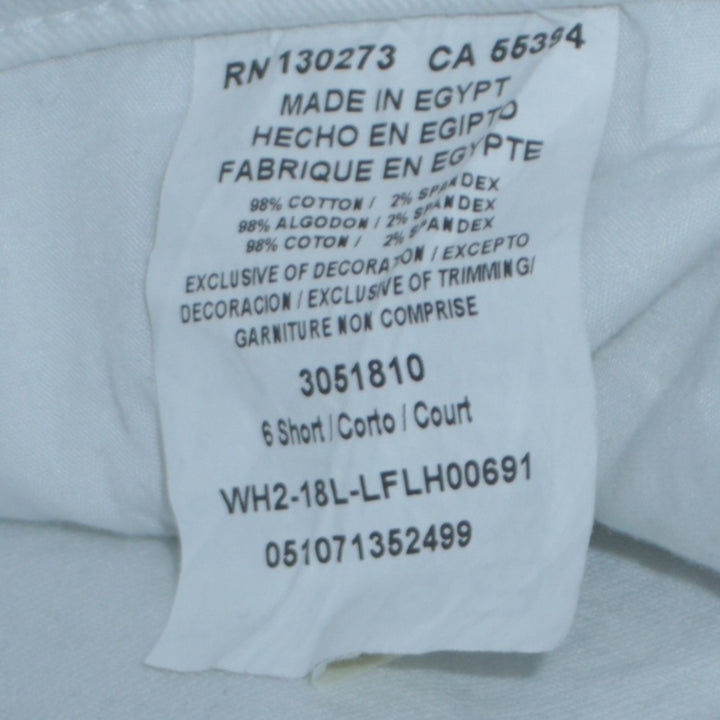 RN 130273 CA 55394
MADE IN EGYPT
HECHO EN EGIPTO
FABRIQUE EN EGYPTE
98% COTTON / 2% SPANDEX
98% ALGODON / 2% SPANDEX
98% COTON / 2% SPANDEX
EXCLUSIVE OF DECORATION / EXCEPTO
DECORACION / EXCLUSIVE OF TRIMMING/
GARNITURE NON COMPRISE
3051810
6 Short / Corto / Court
WH2-18L-LFLH00691
051071352499